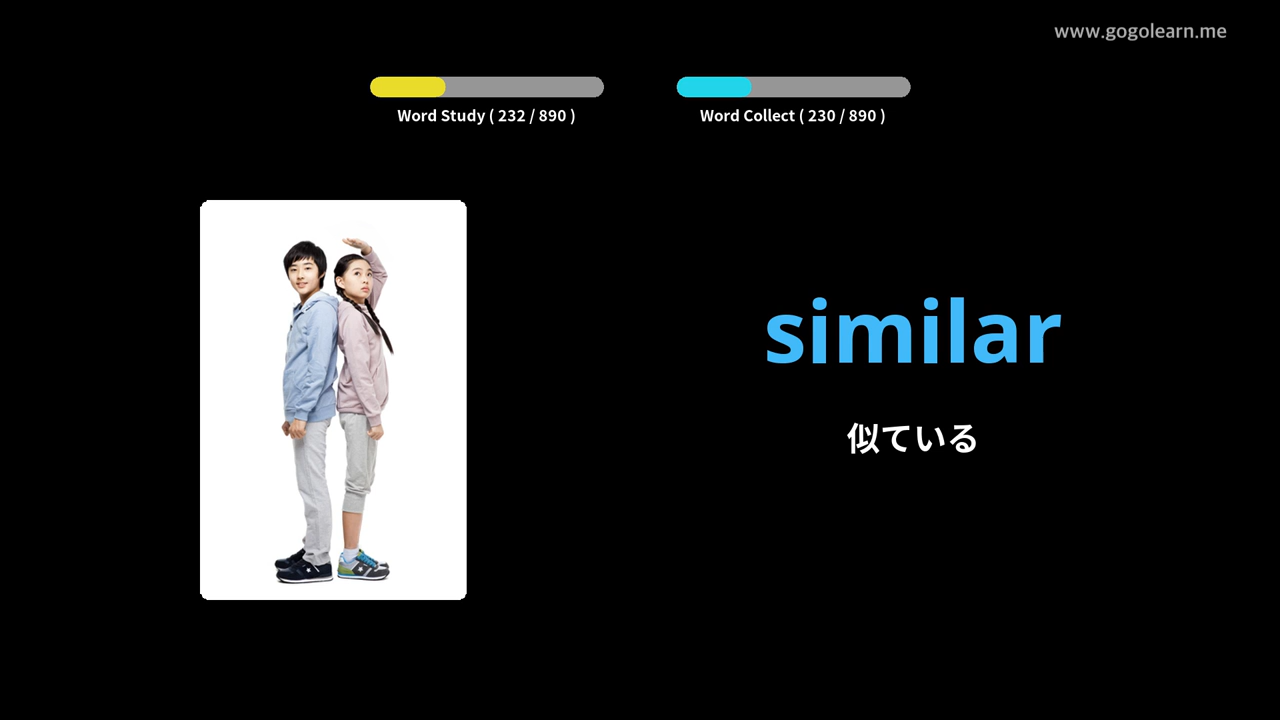 www.gogolearn.me
Word Study ( 232 / 890 )
Word Collect ( 230 / 890 )
similar
似ている